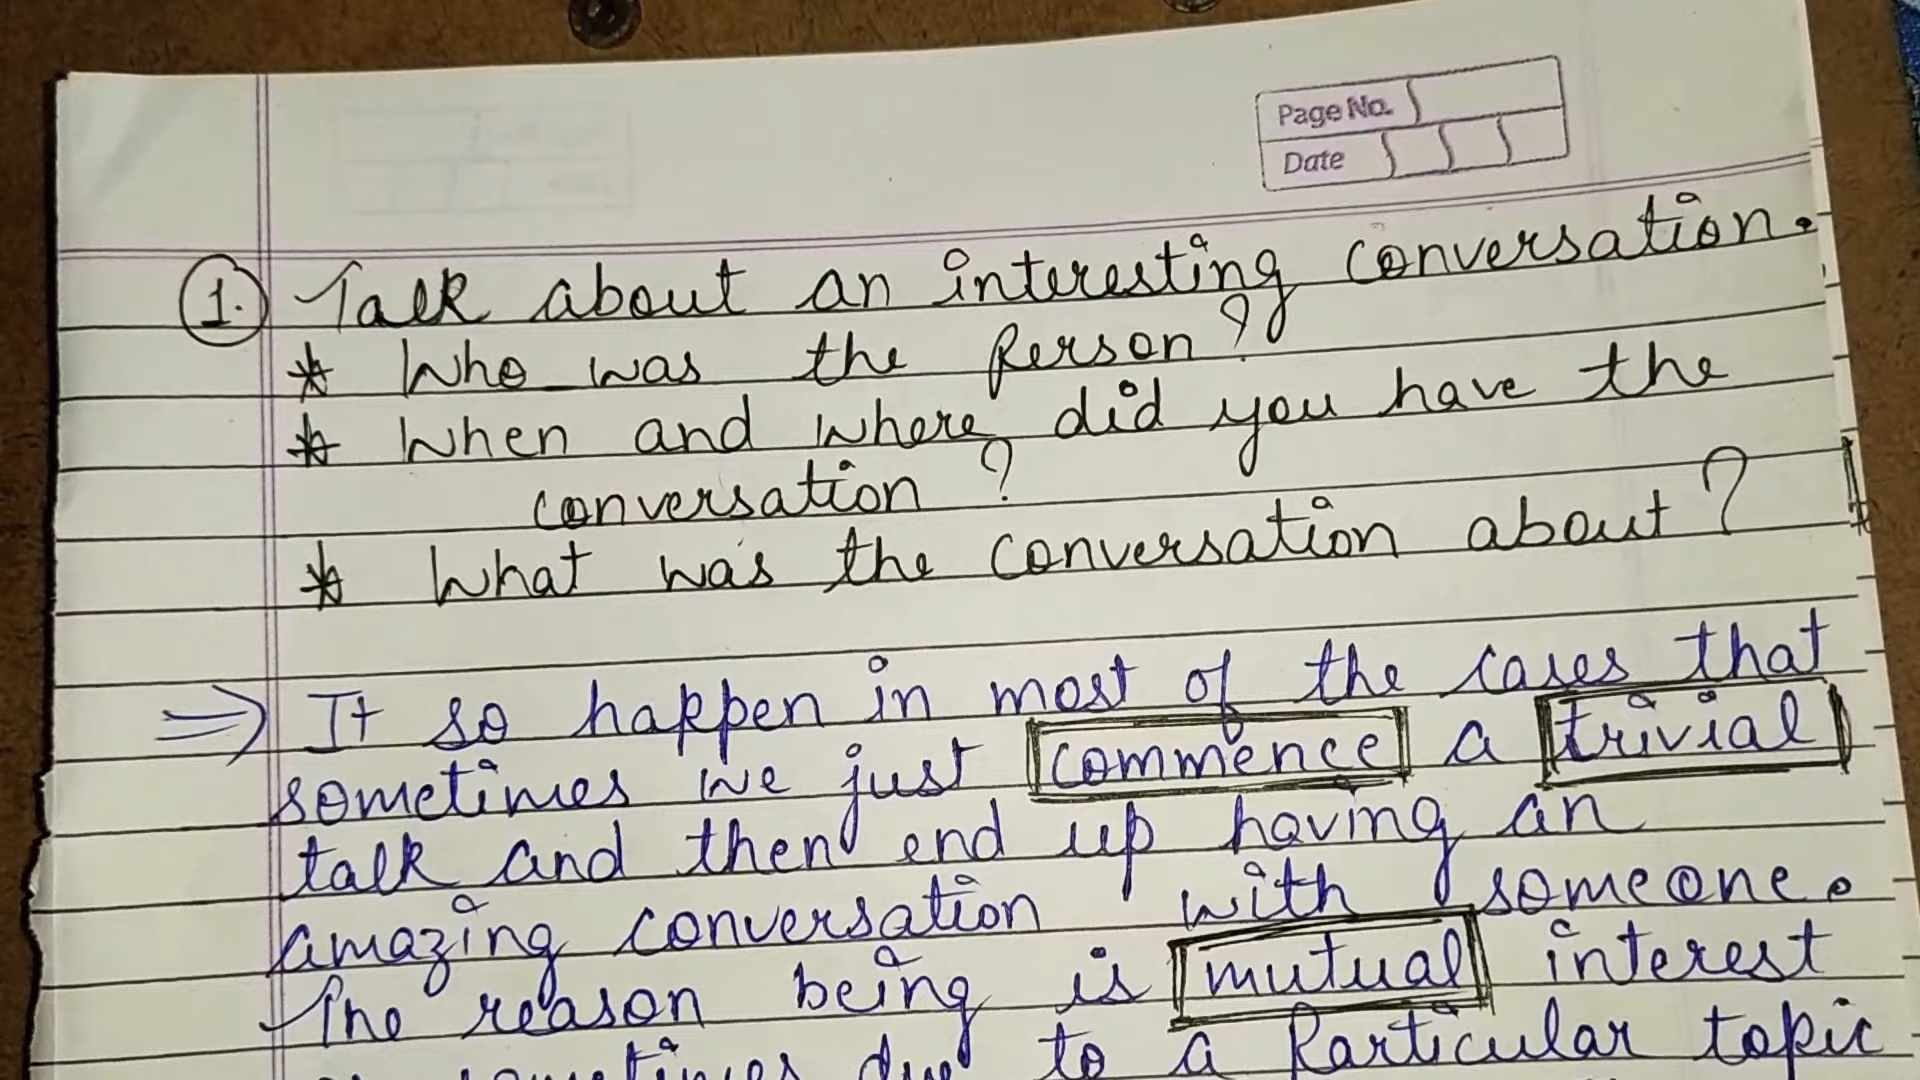 Page No.
Date
1. Talk about an interesting conversation.
* Who was the Person?
* When and where did you have the
conversation?
* What was the conversation about?
⇒ It so happen in most of the cases that
sometimes we just commence a trivial
talk and then end up having an
amazing conversation with someone.
The reason being is mutual interest
sometimes due to a Particular topic